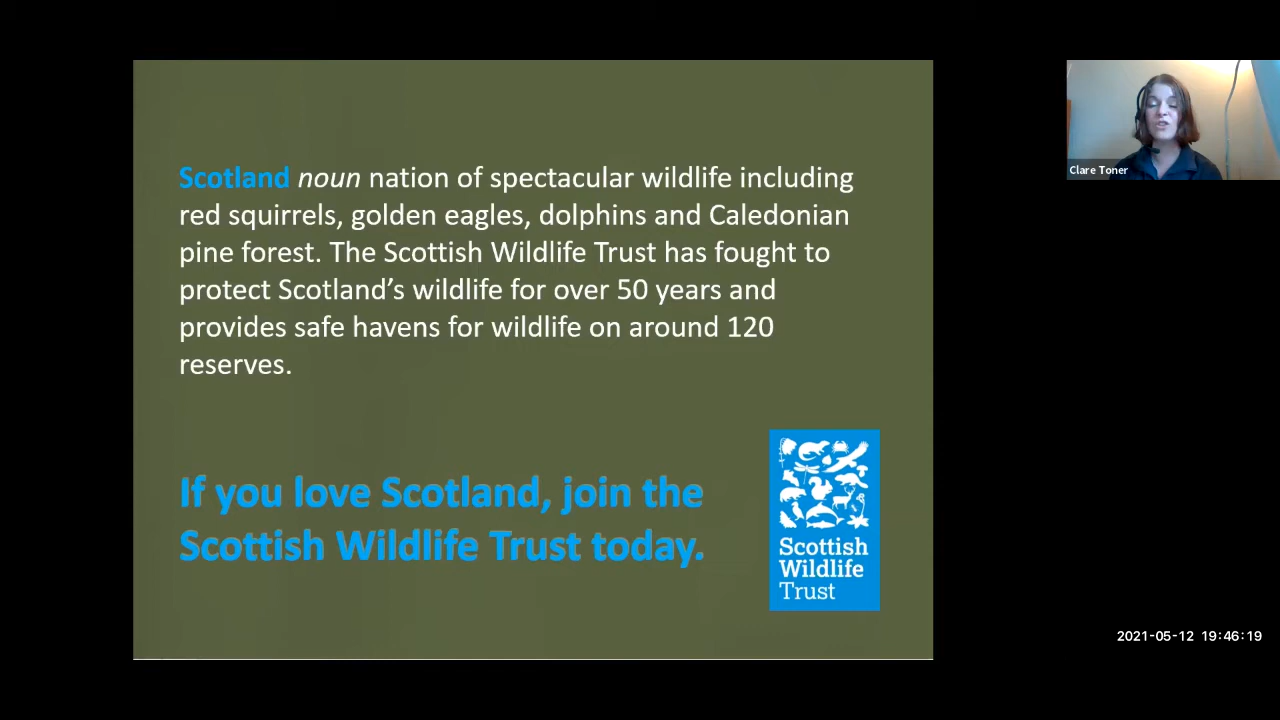 Scotland noun nation of spectacular wildlife including
red squirrels, golden eagles, dolphins and Caledonian
pine forest. The Scottish Wildlife Trust has fought to
protect Scotland’s wildlife for over 50 years and
provides safe havens for wildlife on around 120
reserves.
If you love Scotland, join the
Scottish Wildlife Trust today.
Scottish
Wildlife
Trust
Clare Toner
2021-05-12 19:46:19